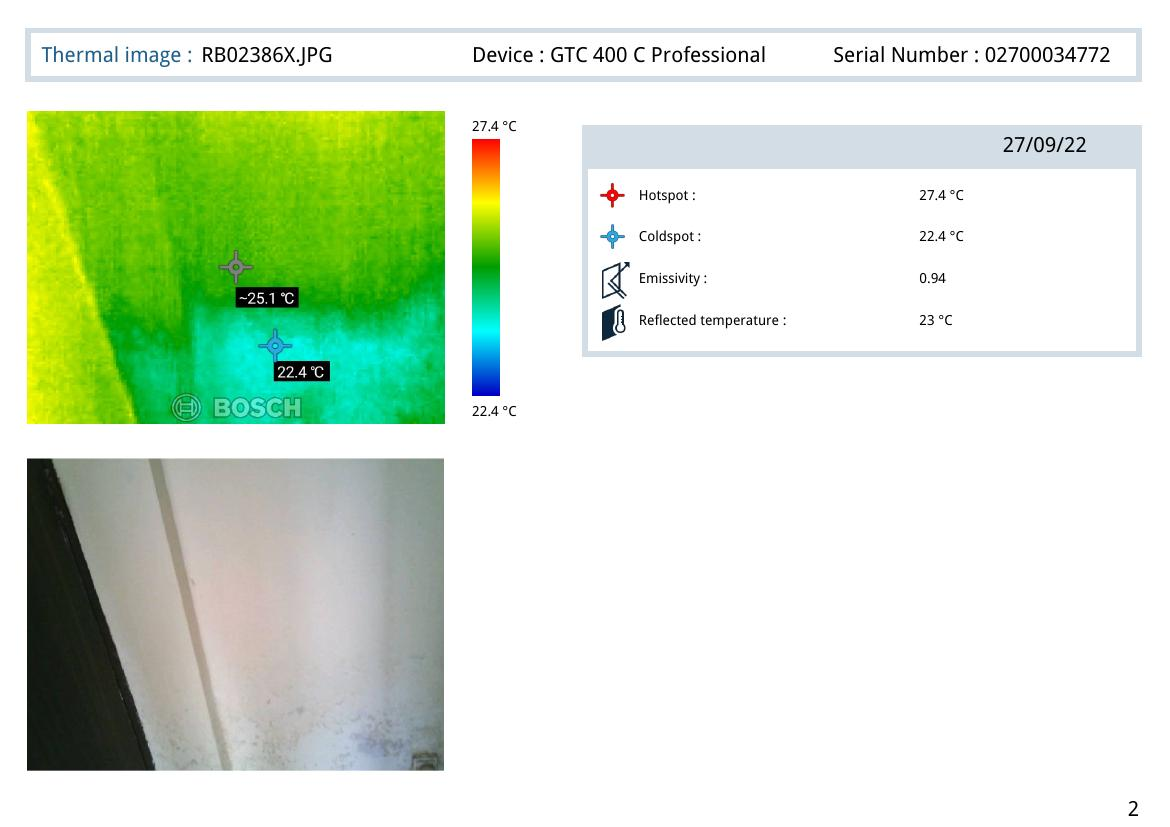 Thermal image : RB02386X.JPG Device : GTC 400 C Professional Serial Number : 02700034772
27.4 °C
27/09/22
Hotspot : 27.4 °C
Coldspot : 22.4 °C
~25.1 °C
Emissivity : 0.94
Reflected temperature : 23 °C
22.4 °C
BOSCH
22.4 °C
2